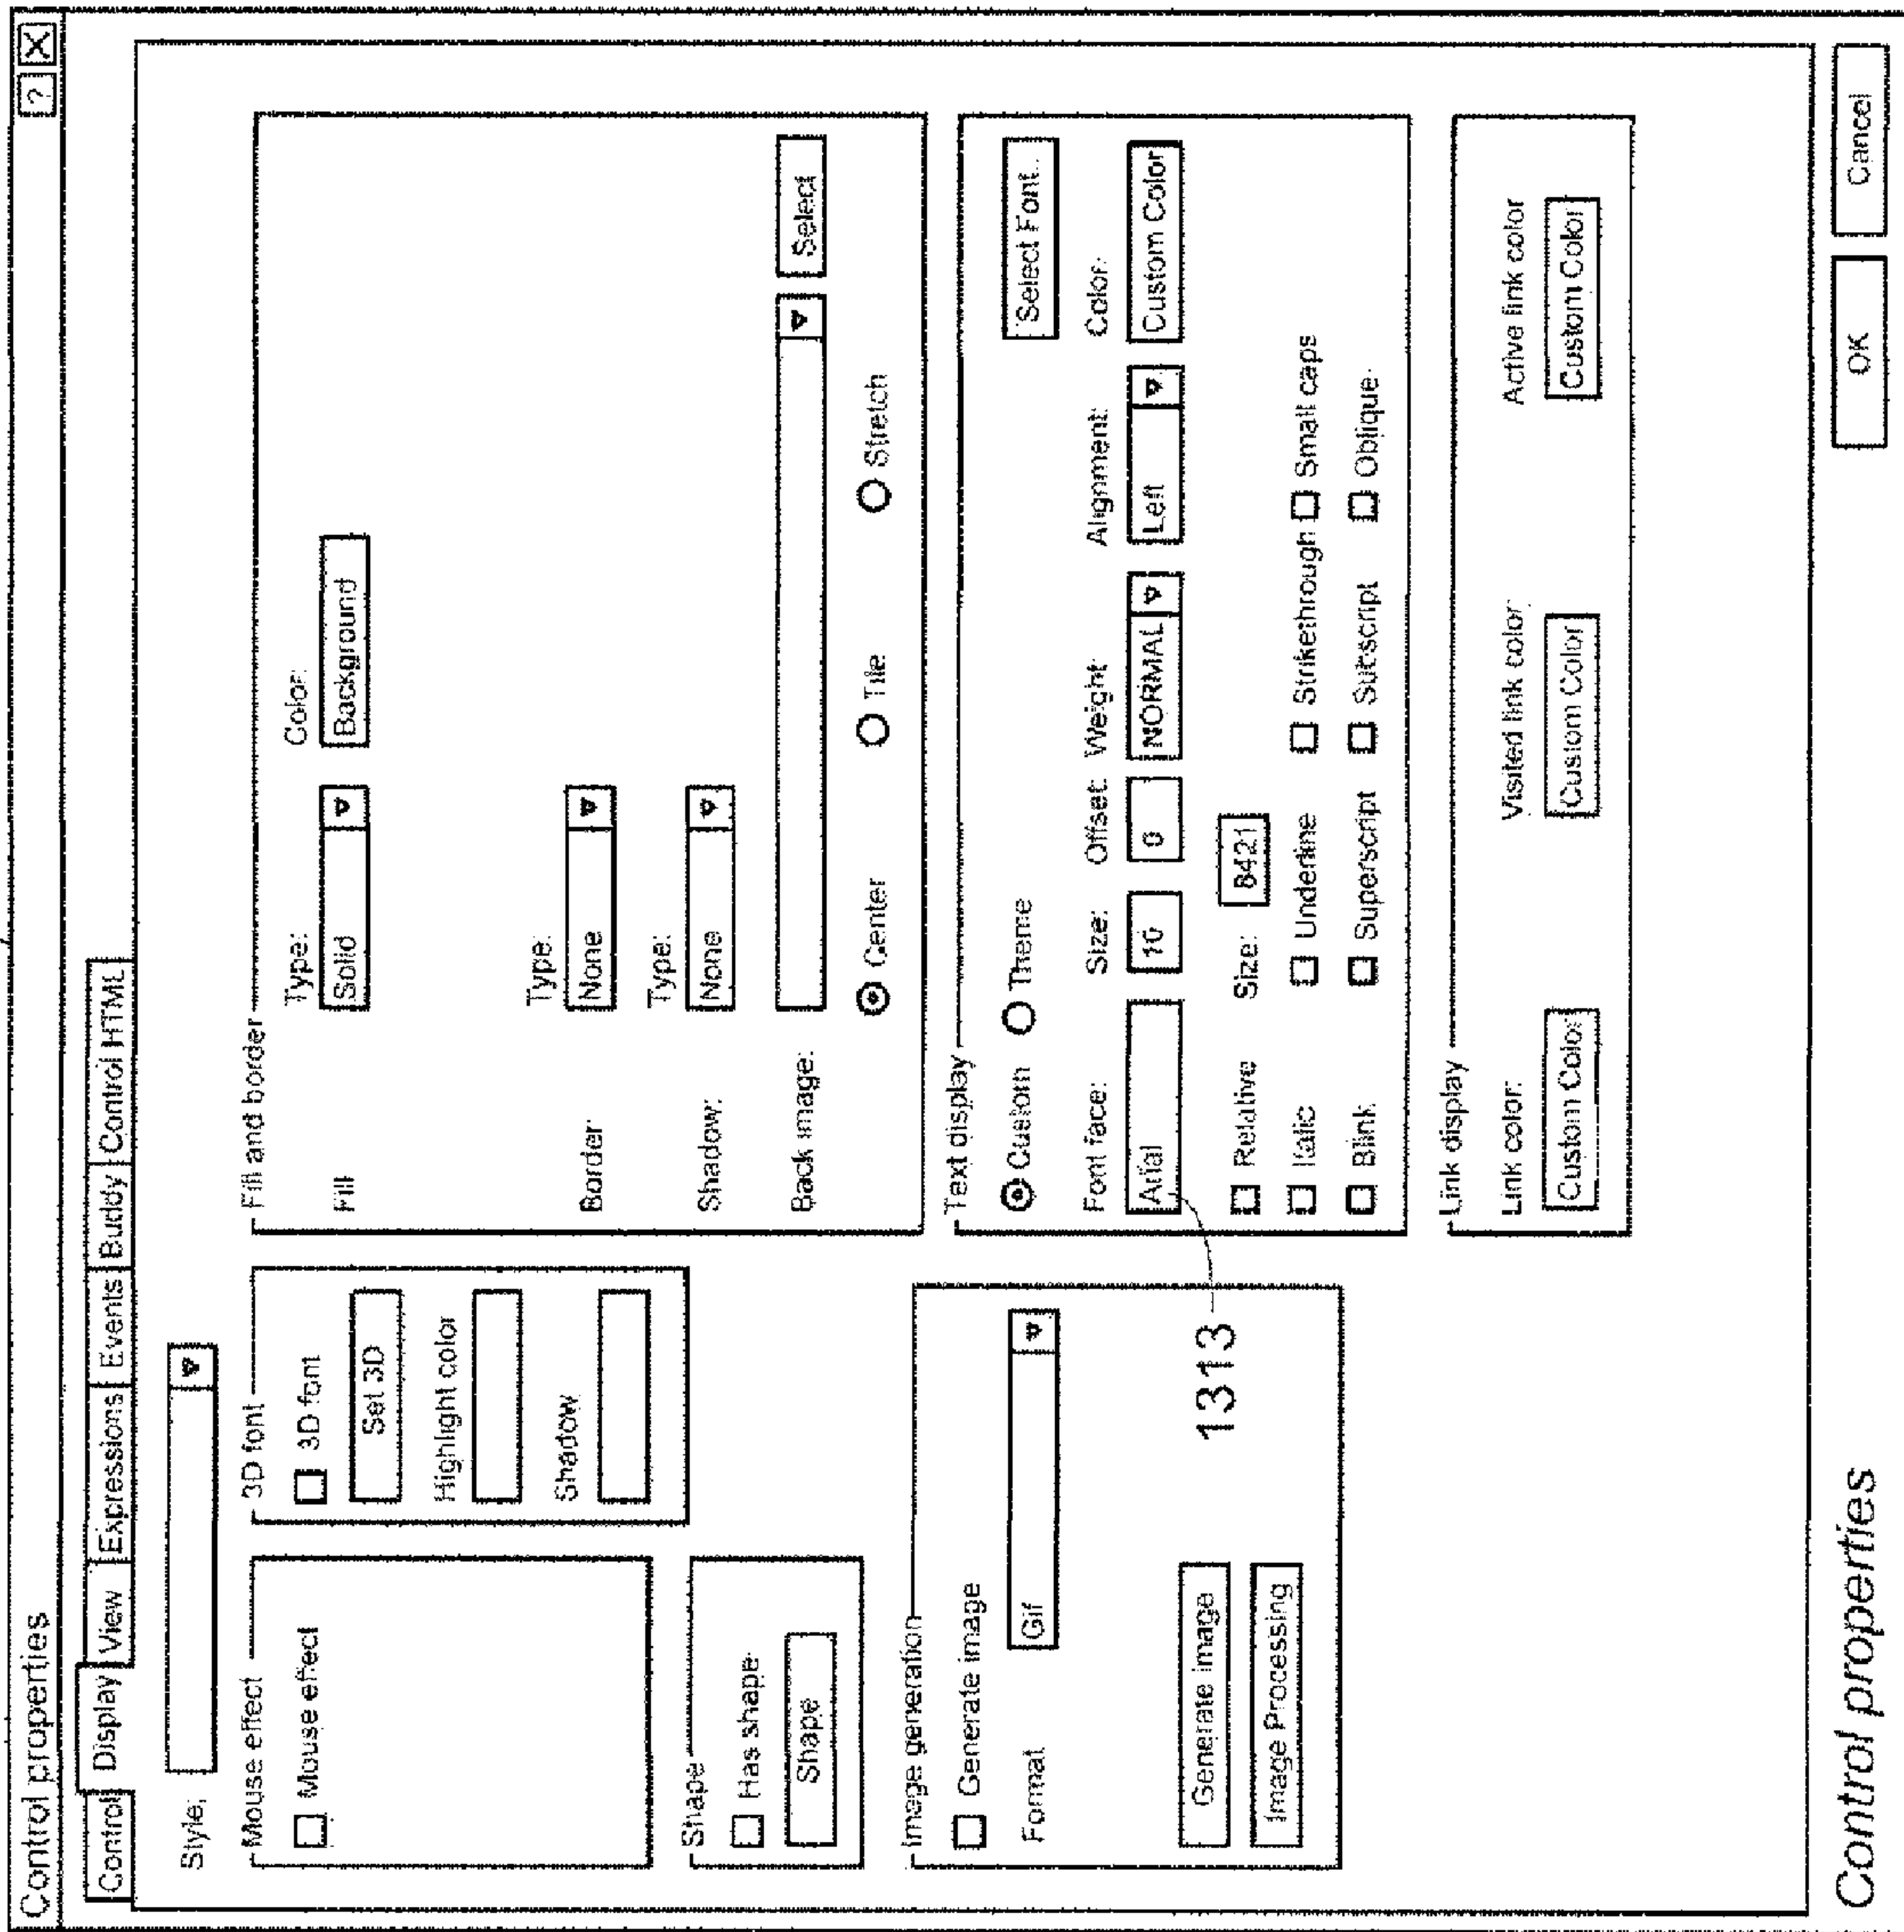 Control properties
? X
Control Display View Expressions Events Buddy Control HTML
Style:
Mouse effect
Mouse effect
3D font
3D font
Set 3D
Highlight color
Shadow
Shape
Has shape
Shape
Image generation
Generate image
Format Gif
Generate image
Image Processing
1313
Fill and border
Type: Color:
Fill Solid Background
Type:
Border: None
Type:
Shadow: None
Back image: Select
Center Tile Stretch
Text display
Custom Theme Select Font...
Font face: Size: Offset: Weight: Alignment: Color:
Arial 10 0 NORMAL Left Custom Color
Relative Size: 8421
Italic Underline Strikethrough Small caps
Blink Superscript Subscript Oblique
Link display
Link color: Visited link color: Active link color
Custom Color Custom Color Custom Color
OK Cancel
Control properties